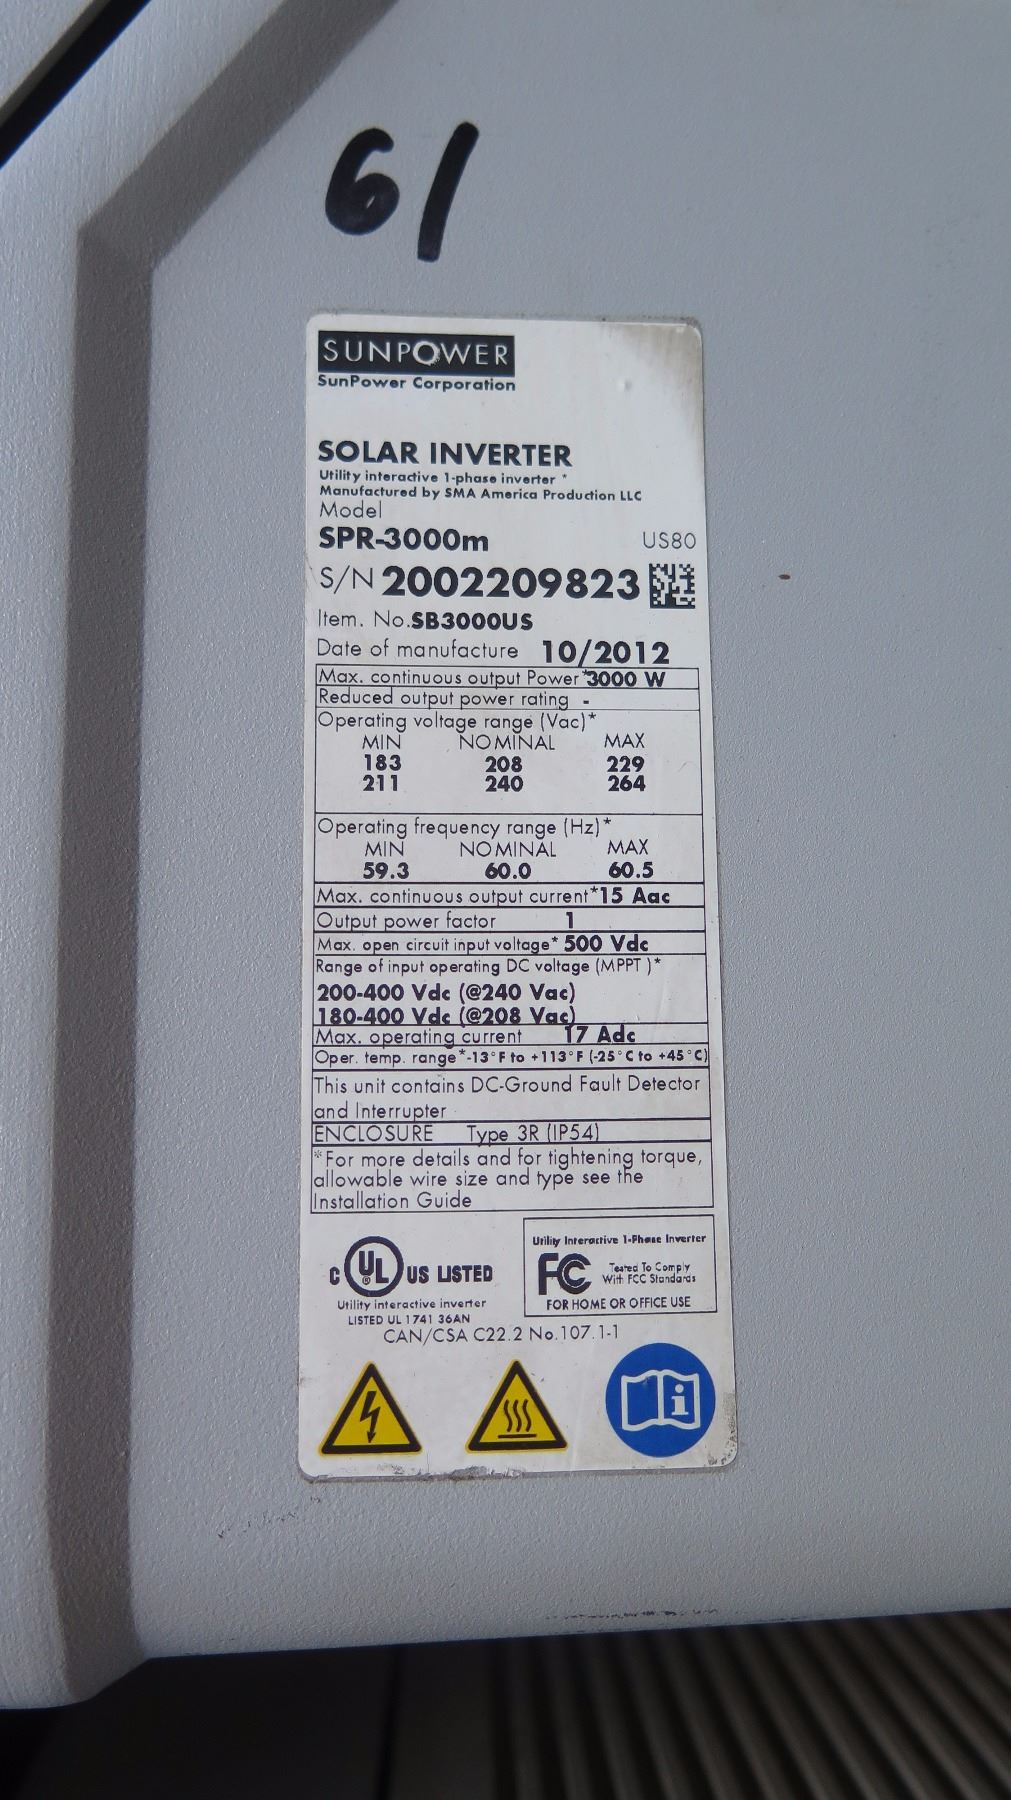 61
SUNPOWER
SunPower Corporation
SOLAR INVERTER
Utility interactive 1-phase inverter *
Manufactured by SMA America Production LLC
Model
SPR-3000m US80
S/N 2002209823
Item. No.SB3000US
Date of manufacture 10/2012
Max. continuous output Power*3000 W
Reduced output power rating -
Operating voltage range (Vac)*
MIN NOMINAL MAX
183 208 229
211 240 264
Operating frequency range (Hz)*
MIN NOMINAL MAX
59.3 60.0 60.5
Max. continuous output current*15 Aac
Output power factor 1
Max. open circuit input voltage* 500 Vdc
Range of input operating DC voltage (MPPT )*
200-400 Vdc (@240 Vac)
180-400 Vdc (@208 Vac)
Max. operating current 17 Adc
Oper. temp. range*-13°F to +113°F (-25°C to +45°C)
This unit contains DC-Ground Fault Detector
and Interrupter
ENCLOSURE Type 3R (IP54)
*For more details and for tightening torque,
allowable wire size and type see the
Installation Guide
C UL ® US LISTED
Utility interactive inverter
LISTED UL 1741 36AN
CAN/CSA C22.2 No.107.1-1
Utility Interactive 1-Phase Inverter
FC Tested To Comply
With FCC Standards
FOR HOME OR OFFICE USE
i